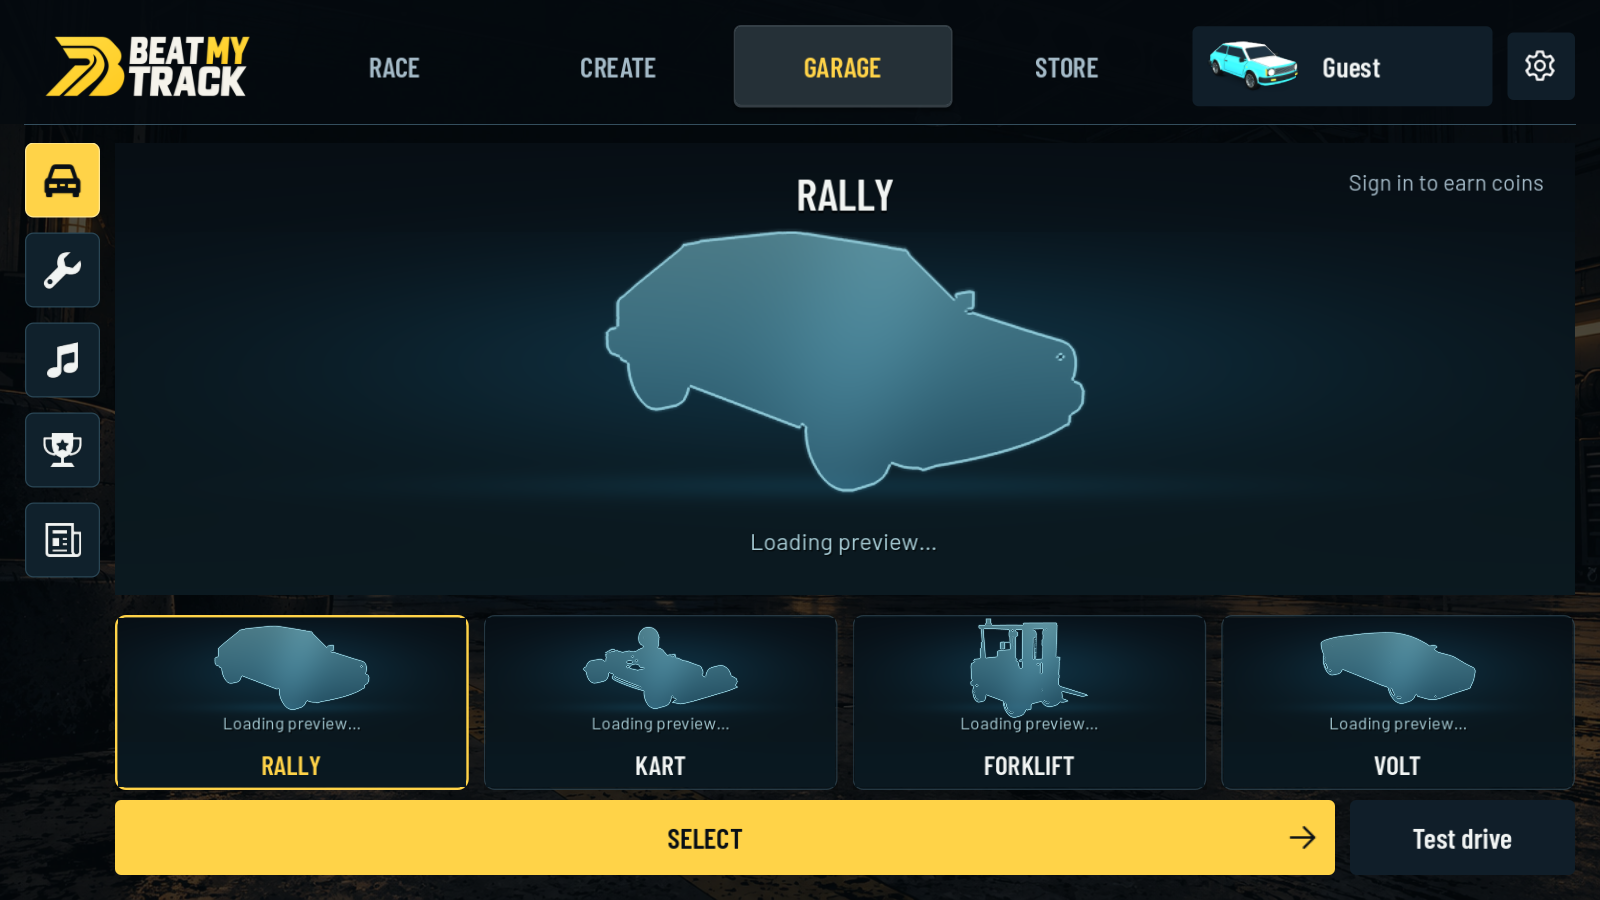 BEAT MY
TRACK
RACE
CREATE
GARAGE
STORE
Guest
RALLY
Sign in to earn coins
Loading preview...
Loading preview...
RALLY
Loading preview...
KART
Loading preview...
FORKLIFT
Loading preview...
VOLT
SELECT
Test drive